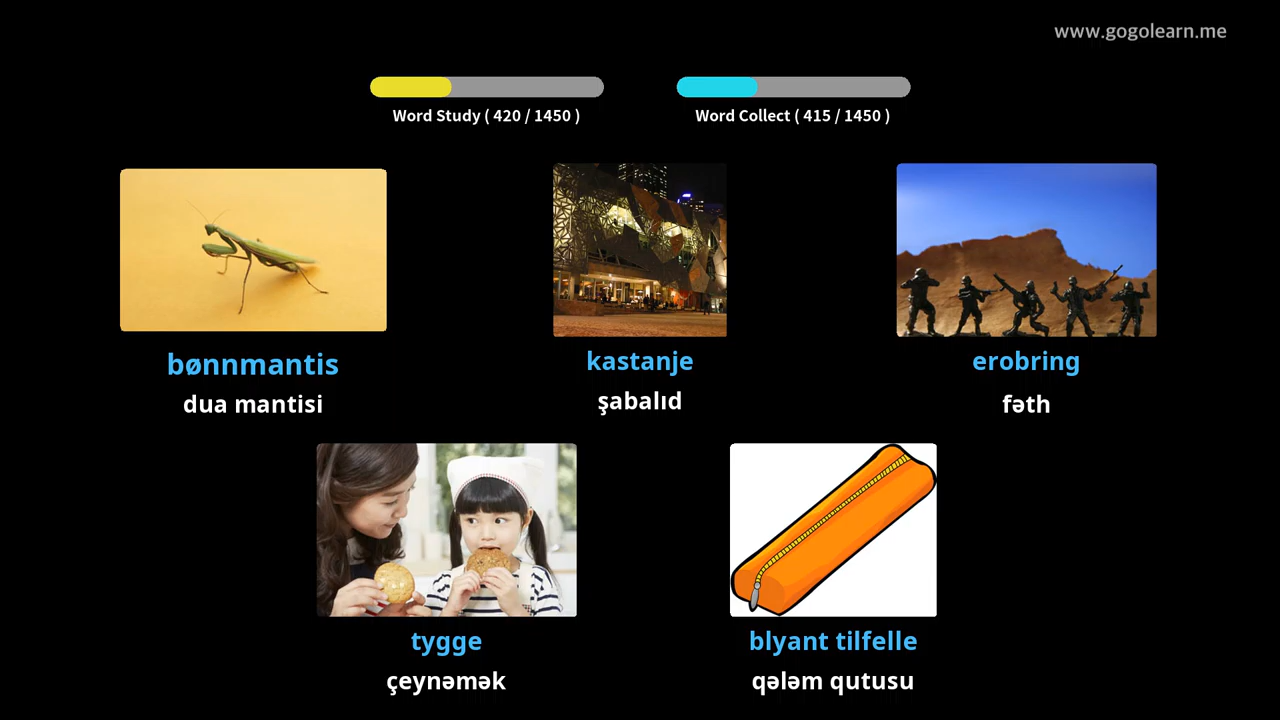 www.gogolearn.me
Word Study ( 420 / 1450 )
Word Collect ( 415 / 1450 )
bønnmantis
dua mantisi
kastanje
şabalıd
erobring
fəth
tygge
çeynəmək
blyant tilfelle
qələm qutusu